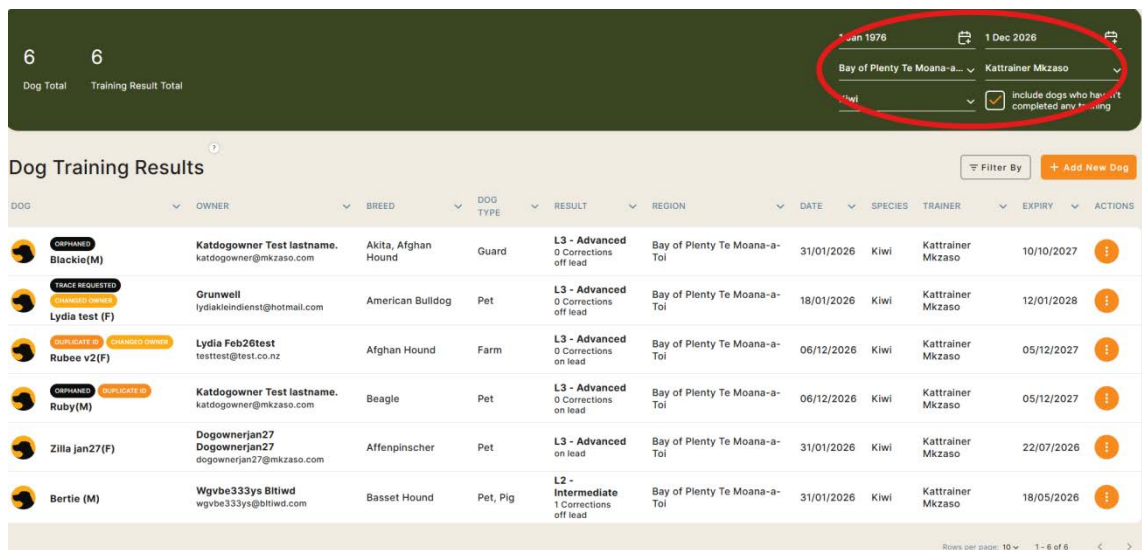 6
6
Dog Total
Training Result Total
1 Jan 1976
1 Dec 2026
Bay of Plenty Te Moana-a...
Kattrainer Mkzaso
Kiwi
include dogs who haven't
completed any training
Dog Training Results
?
Filter By
+ Add New Dog
DOG
OWNER
BREED
DOG
TYPE
RESULT
REGION
DATE
SPECIES
TRAINER
EXPIRY
ACTIONS
ORPHANED
Blackie(M)
Katdogowner Test lastname.
katdogowner@mkzaso.com
Akita, Afghan
Hound
Guard
L3 - Advanced
0 Corrections
off lead
Bay of Plenty Te Moana-a-
Toi
31/01/2026
Kiwi
Kattrainer
Mkzaso
10/10/2027
TRACE REQUESTED
CHANGED OWNER
Lydia test (F)
Grunwell
lydiakleindienst@hotmail.com
American Bulldog
Pet
L3 - Advanced
0 Corrections
off lead
Bay of Plenty Te Moana-a-
Toi
18/01/2026
Kiwi
Kattrainer
Mkzaso
12/01/2028
DUPLICATE ID
CHANGED OWNER
Rubee v2(F)
Lydia Feb26test
testtest@test.co.nz
Afghan Hound
Farm
L3 - Advanced
0 Corrections
on lead
Bay of Plenty Te Moana-a-
Toi
06/12/2026
Kiwi
Kattrainer
Mkzaso
05/12/2027
ORPHANED
DUPLICATE ID
Ruby(M)
Katdogowner Test lastname.
katdogowner@mkzaso.com
Beagle
Pet
L3 - Advanced
0 Corrections
on lead
Bay of Plenty Te Moana-a-
Toi
06/12/2026
Kiwi
Kattrainer
Mkzaso
05/12/2027
Zilla jan27(F)
Dogownerjan27
Dogownerjan27
dogownerjan27@mkzaso.com
Affenpinscher
Pet
L3 - Advanced
on lead
Bay of Plenty Te Moana-a-
Toi
31/01/2026
Kiwi
Kattrainer
Mkzaso
22/07/2026
Bertie (M)
Wgvbe333ys Bltiwd
wgvbe333ys@bltiwd.com
Basset Hound
Pet, Pig
L2 -
Intermediate
1 Corrections
off lead
Bay of Plenty Te Moana-a-
Toi
31/01/2026
Kiwi
Kattrainer
Mkzaso
18/05/2026
Rows per page: 10
1 - 6 of 6